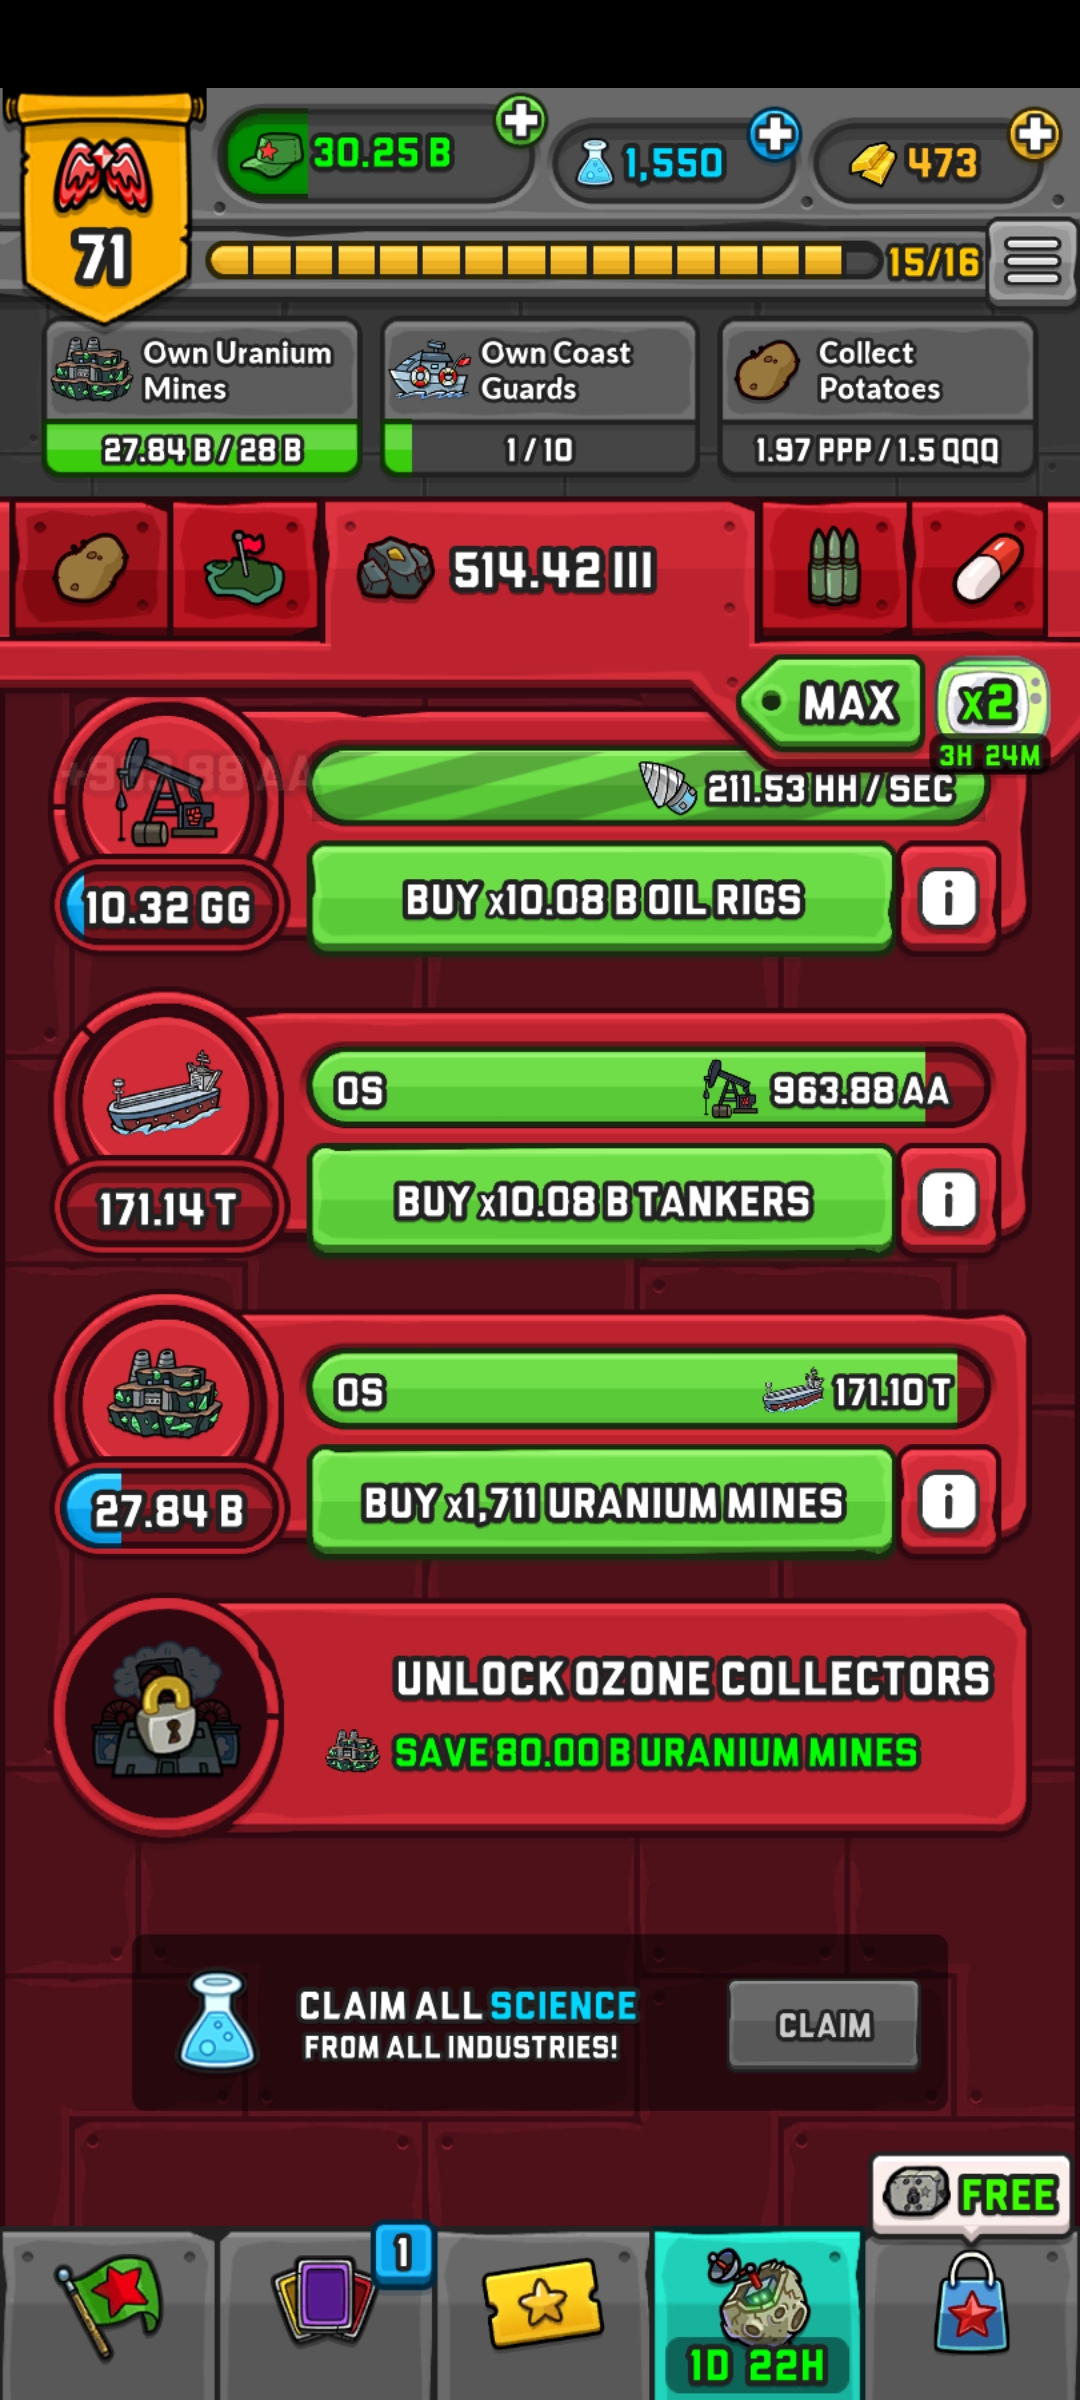 71
30.25 B
1,550
473
15/16
Own Uranium
Mines
27.84 B / 28 B
Own Coast
Guards
1 / 10
Collect
Potatoes
1.97 PPP / 1.5 QQQ
514.42 III
MAX
x2
3H 24M
211.53 HH / SEC
10.32 GG
BUY x10.08 B OIL RIGS
i
0S
963.88 AA
171.14 T
BUY x10.08 B TANKERS
i
0S
171.10 T
27.84 B
BUY x1,711 URANIUM MINES
i
UNLOCK OZONE COLLECTORS
SAVE 80.00 B URANIUM MINES
CLAIM ALL SCIENCE
FROM ALL INDUSTRIES!
CLAIM
FREE
1
1D 22H